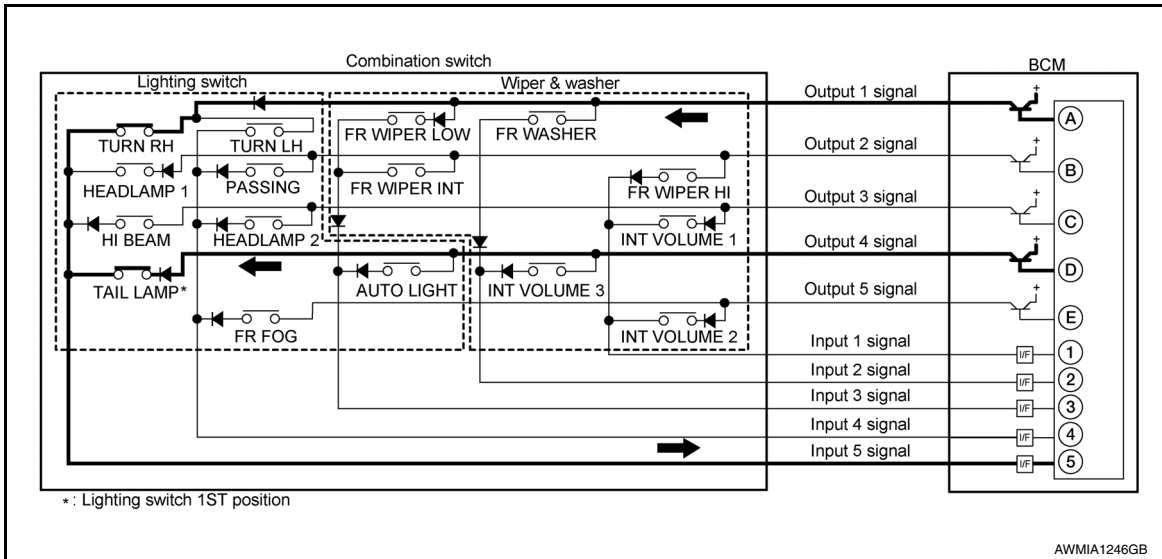 Combination switch
BCM
Lighting switch
Wiper & washer
Output 1 signal
+
A
TURN RH
TURN LH
FR WIPER LOW
FR WASHER
Output 2 signal
+
B
HEADLAMP 1
PASSING
FR WIPER INT
FR WIPER HI
Output 3 signal
+
C
HI BEAM
HEADLAMP 2
INT VOLUME 1
Output 4 signal
+
D
TAIL LAMP*
AUTO LIGHT
INT VOLUME 3
Output 5 signal
+
E
FR FOG
INT VOLUME 2
Input 1 signal
I/F
1
Input 2 signal
I/F
2
Input 3 signal
I/F
3
Input 4 signal
I/F
4
Input 5 signal
I/F
5
* : Lighting switch 1ST position
AWMIA1246GB